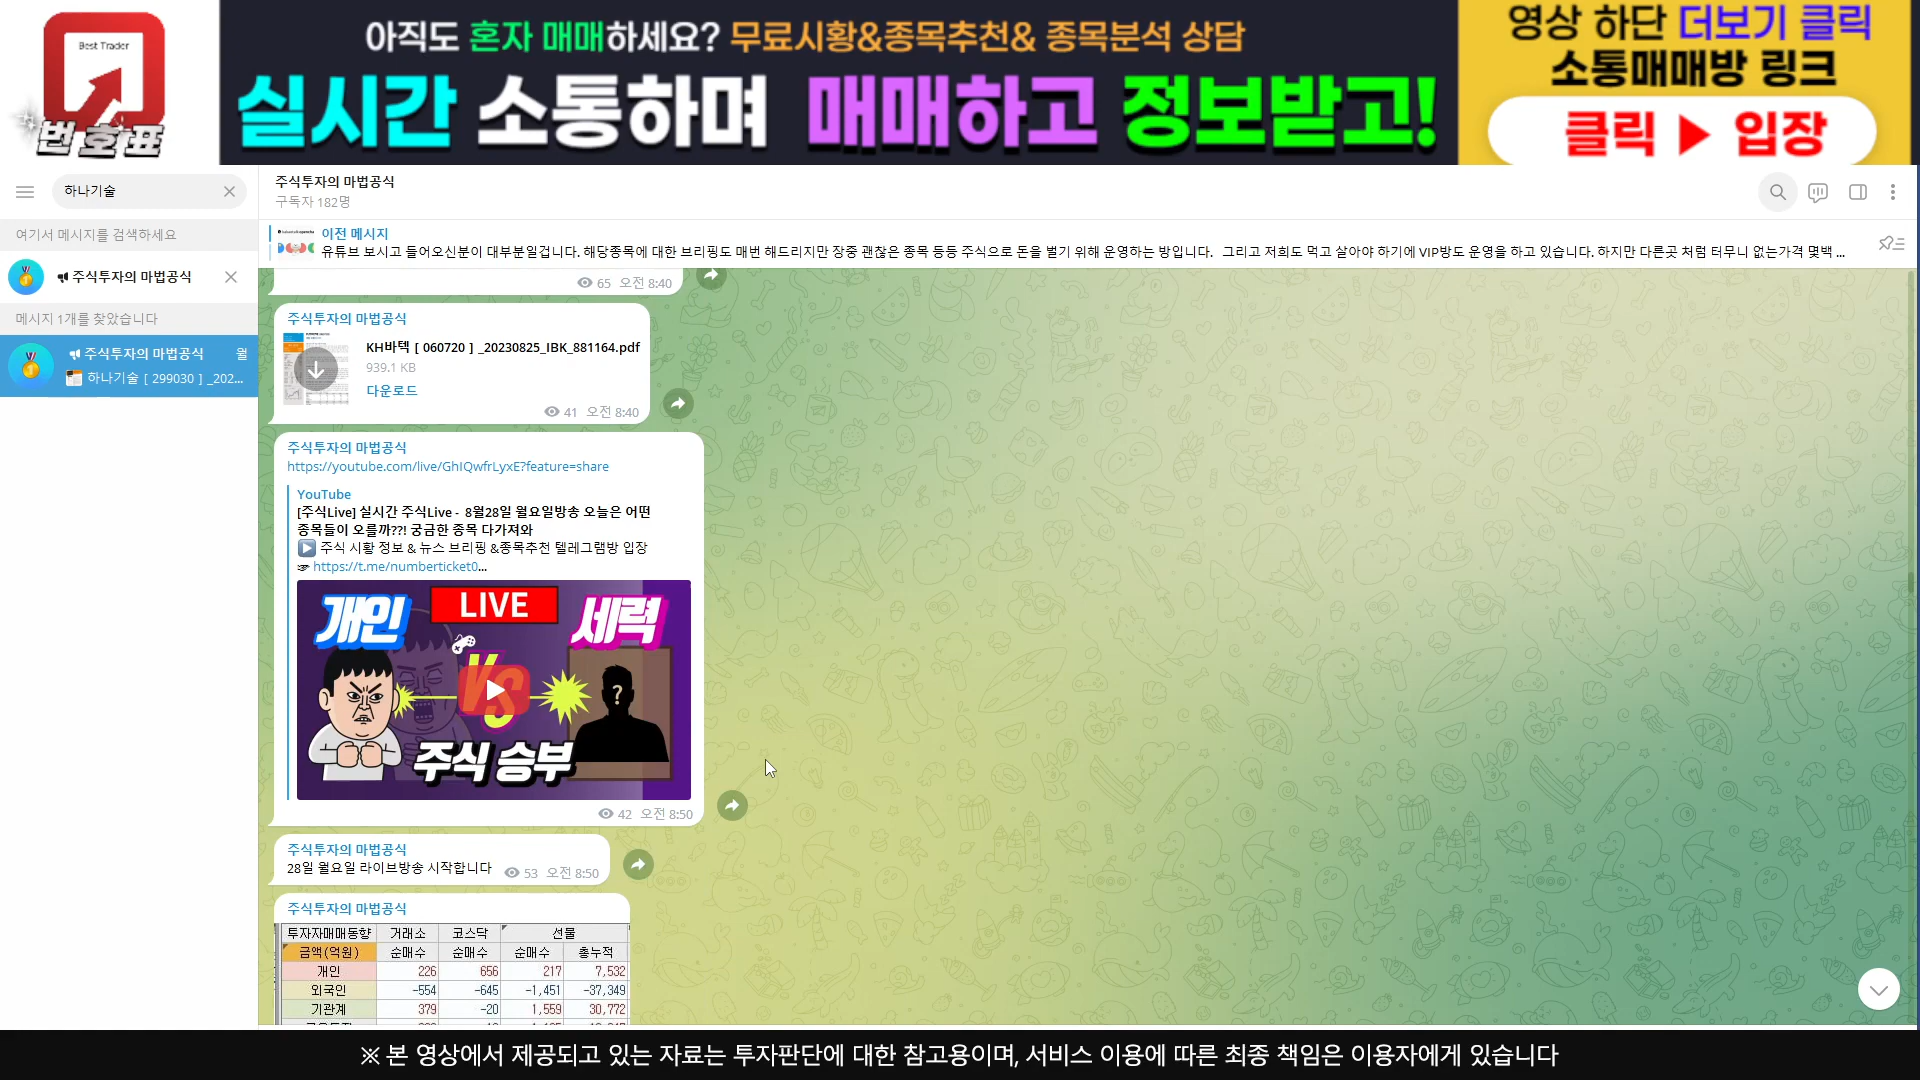 Best Trader
번호표
아직도 혼자 매매하세요? 무료시황&종목추천& 종목분석 상담
실시간 소통하며 매매하고 정보받고!
영상 하단 더보기 클릭
소통매매방 링크
클릭 ▶ 입장
하나기술
여기서 메시지를 검색하세요
주식투자의 마법공식
메시지 1개를 찾았습니다
주식투자의 마법공식 월
하나기술 [ 299030 ] _202...
주식투자의 마법공식
구독자 182명
이전 메시지
유튜브 보시고 들어오신분이 대부분일겁니다. 해당종목에 대한 브리핑도 매번 해드리지만 장중 괜찮은 종목 등등 주식으로 돈을 벌기 위해 운영하는 방입니다. 그리고 저희도 먹고 살아야 하기에 VIP방도 운영을 하고 있습니다. 하지만 다른곳 처럼 터무니 없는가격 몇백 ...
65 오전 8:40
주식투자의 마법공식
KH바텍 [ 060720 ] _20230825_IBK_881164.pdf
939.1 KB
다운로드
41 오전 8:40
주식투자의 마법공식
https://youtube.com/live/GhIQwfrLyxE?feature=share
YouTube
[주식Live] 실시간 주식Live - 8월28일 월요일방송 오늘은 어떤
종목들이 오를까??! 궁금한 종목 다가져와
주식 시황 정보 & 뉴스 브리핑 &종목추천 텔레그램방 입장
☞ https://t.me/numberticket0...
개인 LIVE 세력
VS
?
주식 승부
42 오전 8:50
주식투자의 마법공식
28일 월요일 라이브방송 시작합니다 53 오전 8:50
주식투자의 마법공식
투자자매매동향 거래소 코스닥 선물
금액(억원) 순매수 순매수 순매수 총누적
개인 226 656 217 7,532
외국인 -554 -645 -1,451 -37,349
기관계 379 -20 1,559 30,772
※ 본 영상에서 제공되고 있는 자료는 투자판단에 대한 참고용이며, 서비스 이용에 따른 최종 책임은 이용자에게 있습니다